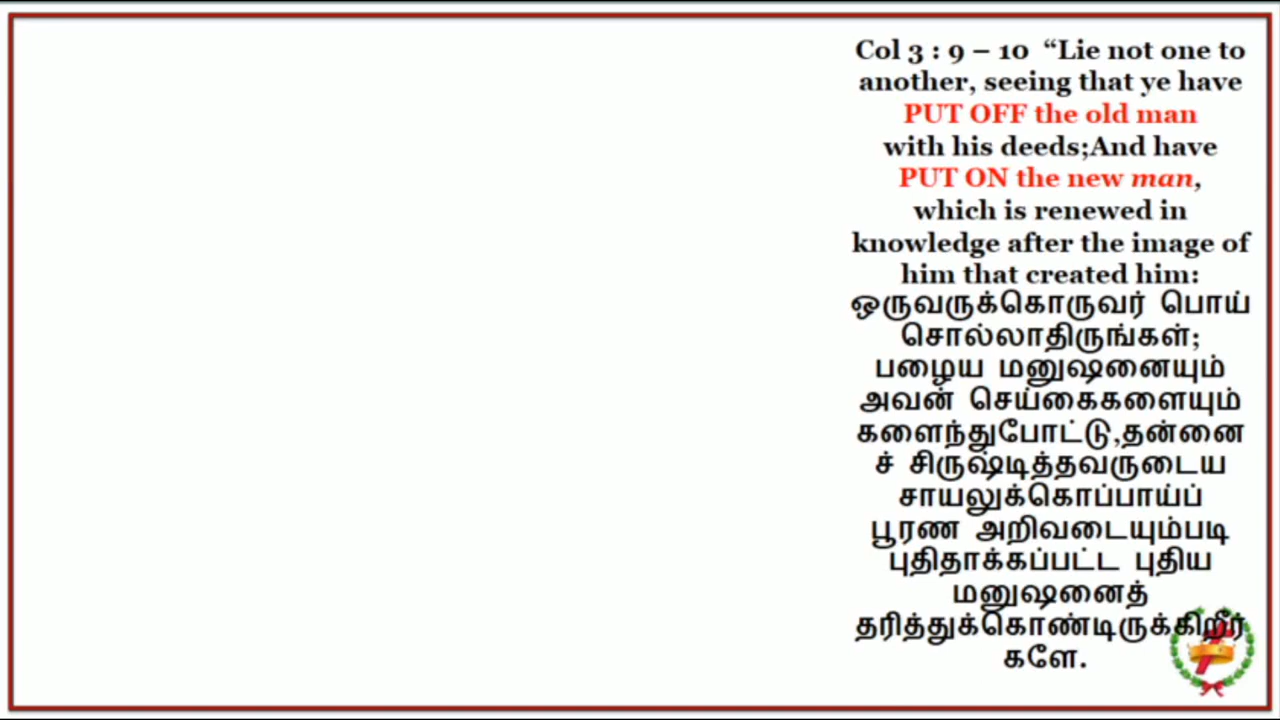 Col 3 : 9 – 10  “Lie not one to
another, seeing that ye have
PUT OFF the old man
with his deeds;And have
PUT ON the new man,
which is renewed in
knowledge after the image of
him that created him:
ஒருவருக்கொருவர் பொய்
சொல்லாதிருங்கள்;
பழைய மனுஷனையும்
அவன் செய்கைகளையும்
களைந்துபோட்டு,தன்னை
ச் சிருஷ்டித்தவருடைய
சாயலுக்கொப்பாய்ப்
பூரண அறிவடையும்படி
புதிதாக்கப்பட்ட புதிய
மனுஷனைத்
தரித்துக்கொண்டிருக்கிறீர்
களே.